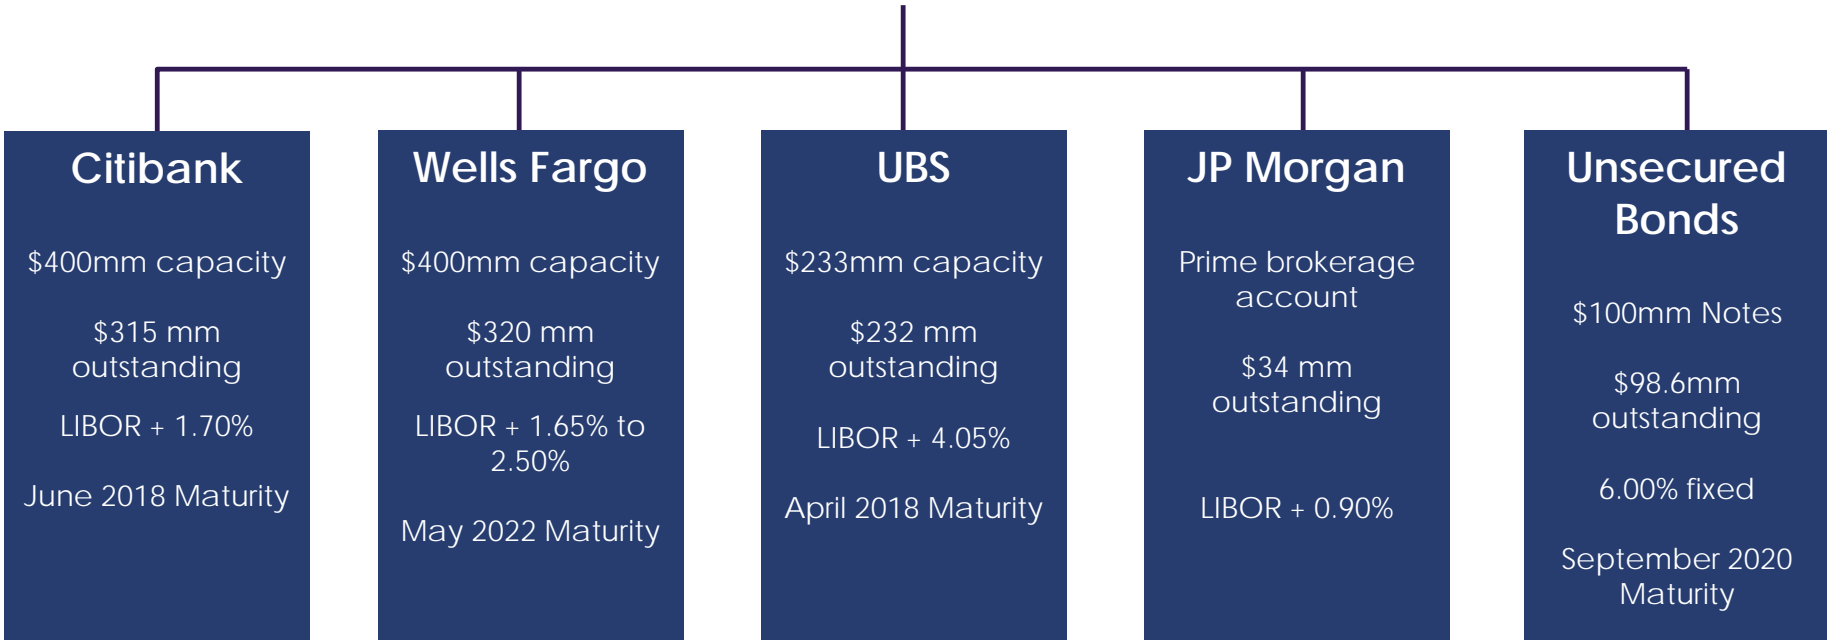 Citibank
$400mm capacity
$315 mm
outstanding
LIBOR + 1.70%
June 2018 Maturity
Wells Fargo
$400mm capacity
$320 mm
outstanding
LIBOR + 1.65% to
2.50%
May 2022 Maturity
UBS
$233mm capacity
$232 mm
outstanding
LIBOR + 4.05%
April 2018 Maturity
JP Morgan
Prime brokerage
account
$34 mm
outstanding
LIBOR + 0.90%
Unsecured
Bonds
$100mm Notes
$98.6mm
outstanding
6.00% fixed
September 2020
Maturity